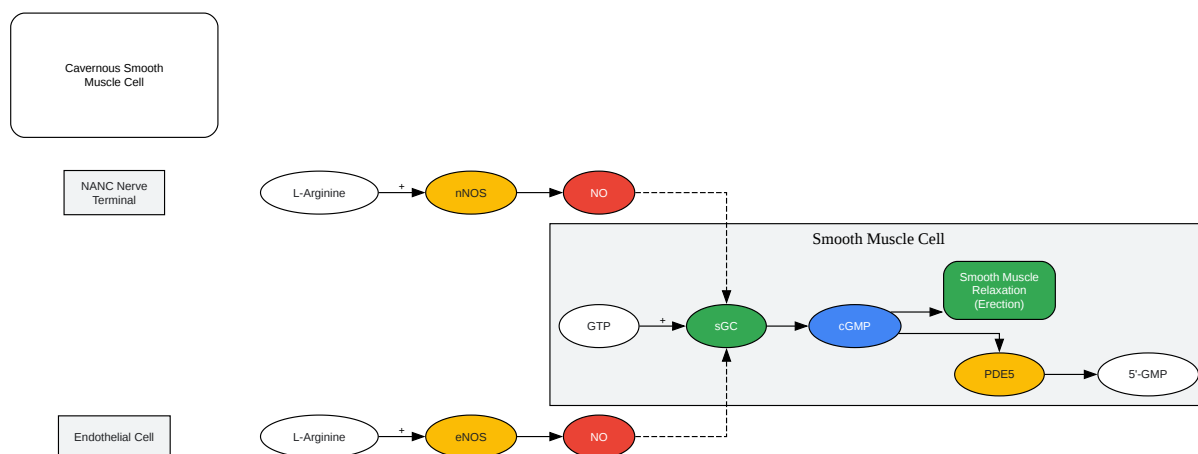 Cavernous Smooth
Muscle Cell
NANC Nerve
Terminal
L-Arginine
+
nNOS
NO
Smooth Muscle Cell
Smooth Muscle
Relaxation
(Erection)
GTP
+
sGC
cGMP
PDE5
5'-GMP
Endothelial Cell
L-Arginine
+
eNOS
NO